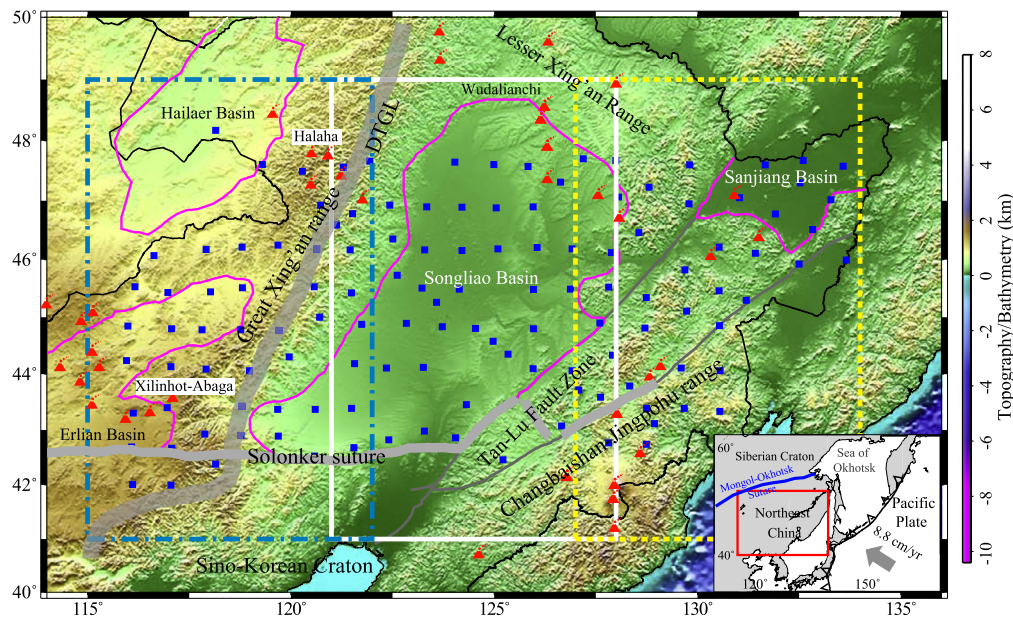 50°
48°
46°
44°
42°
40°
115°
120°
125°
130°
135°
Lesser Xing'an Range
Wudalianchi
Hailaer Basin
Halaha
DTGL
Sanjiang Basin
Great Xing'an range
Songliao Basin
Xilinhot-Abaga
Erlian Basin
Solonker suture
Tan-Lu Fault Zone
Changbaishan-Jingpohu range
Sino-Korean Craton
60°
40°
120°
150°
Siberian Craton
Sea of
Okhotsk
Mongol-Okhotsk
Suture
Northeast
China
Pacific
Plate
8.8 cm/yr
8
6
4
2
0
-2
-4
-6
-8
-10
Topography/Bathymetry (km)